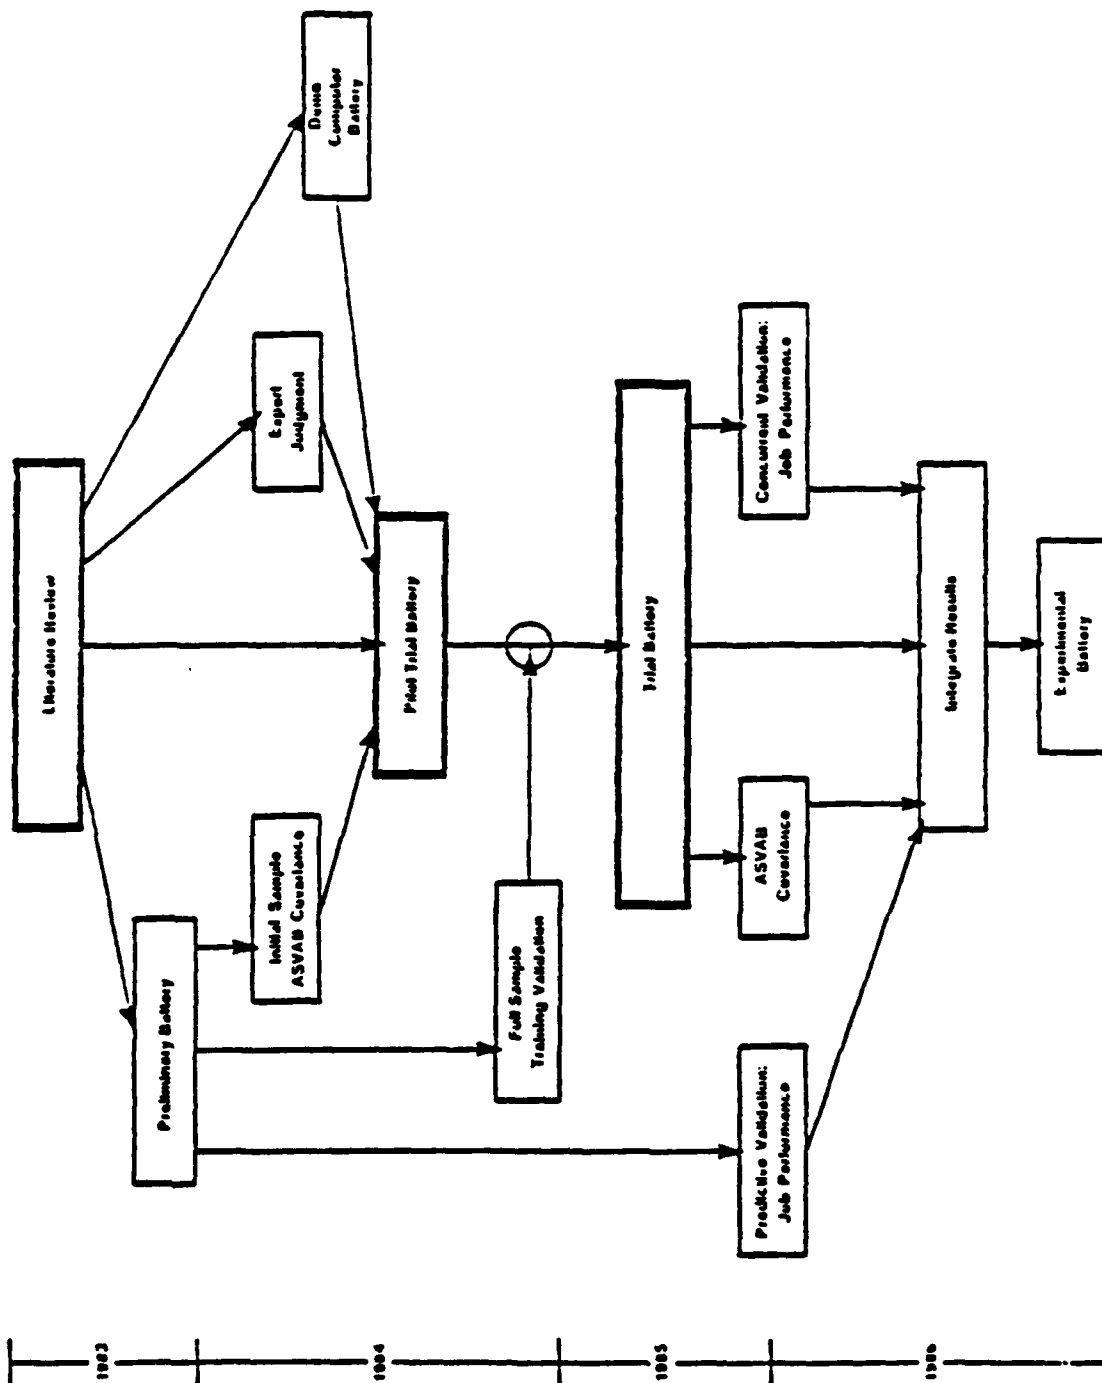 Literature Review
Preliminary Battery
Initial Sample
ASVAB Covariance
Expert
Judgment
Demo
Computer
Battery
Pilot Trial Battery
Full Sample
Training Validation
Trial Battery
Predictive Validation:
Job Performance
ASVAB
Covariance
Concurrent Validation:
Job Performance
Integrate Results
Experimental
Battery
1983
1984
1985
1986